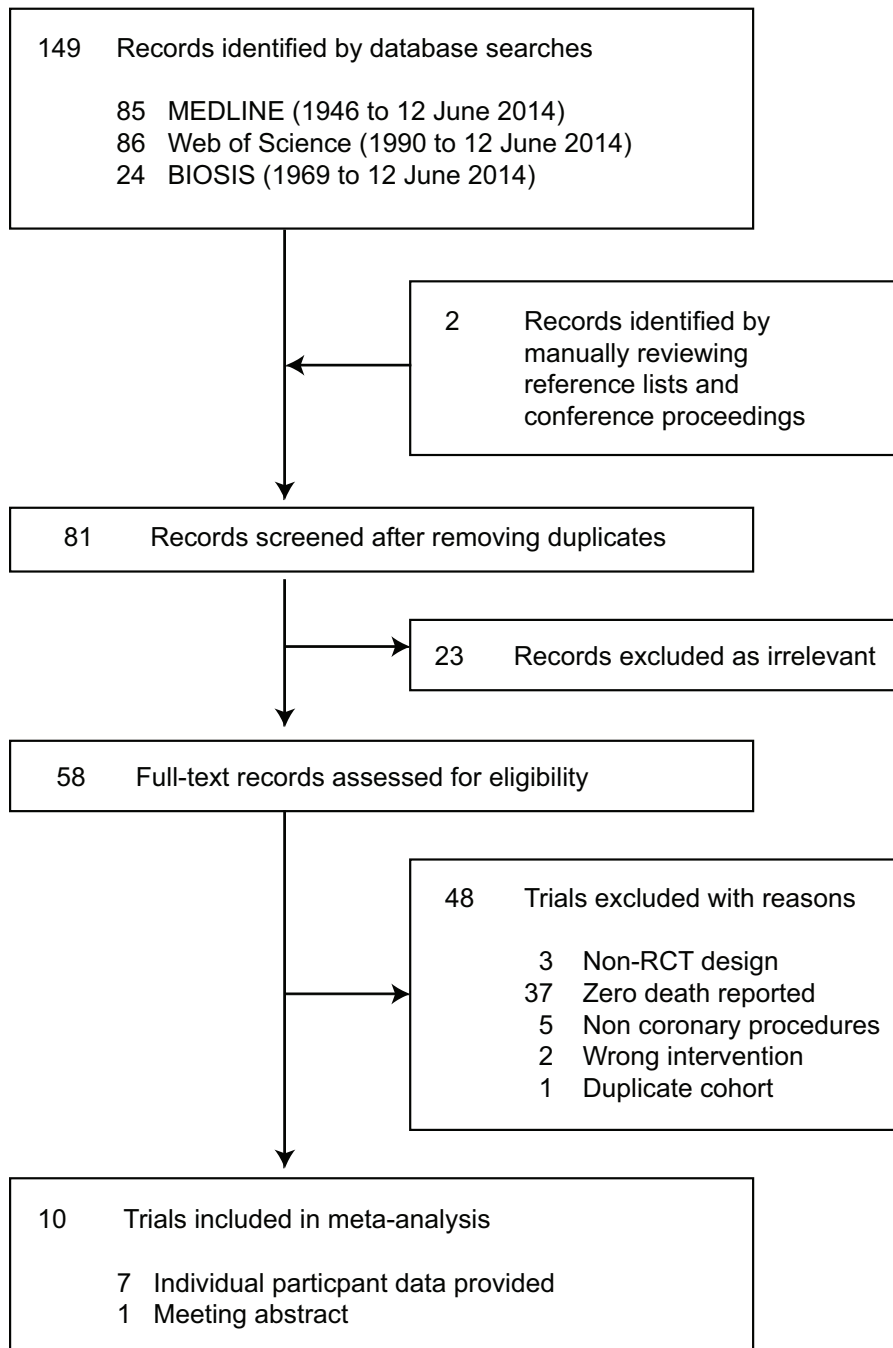 149 Records identified by database searches
85 MEDLINE (1946 to 12 June 2014)
86 Web of Science (1990 to 12 June 2014)
24 BIOSIS (1969 to 12 June 2014)
2 Records identified by
manually reviewing
reference lists and
conference proceedings
81 Records screened after removing duplicates
23 Records excluded as irrelevant
58 Full-text records assessed for eligibility
48 Trials excluded with reasons
3 Non-RCT design
37 Zero death reported
5 Non coronary procedures
2 Wrong intervention
1 Duplicate cohort
10 Trials included in meta-analysis
7 Individual particpant data provided
1 Meeting abstract